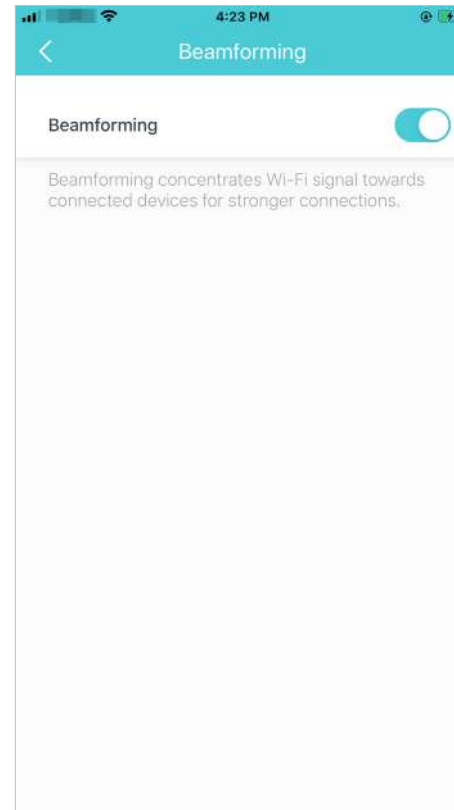 4:23 PM
Beamforming
Beamforming
Beamforming concentrates Wi-Fi signal towards
connected devices for stronger connections.